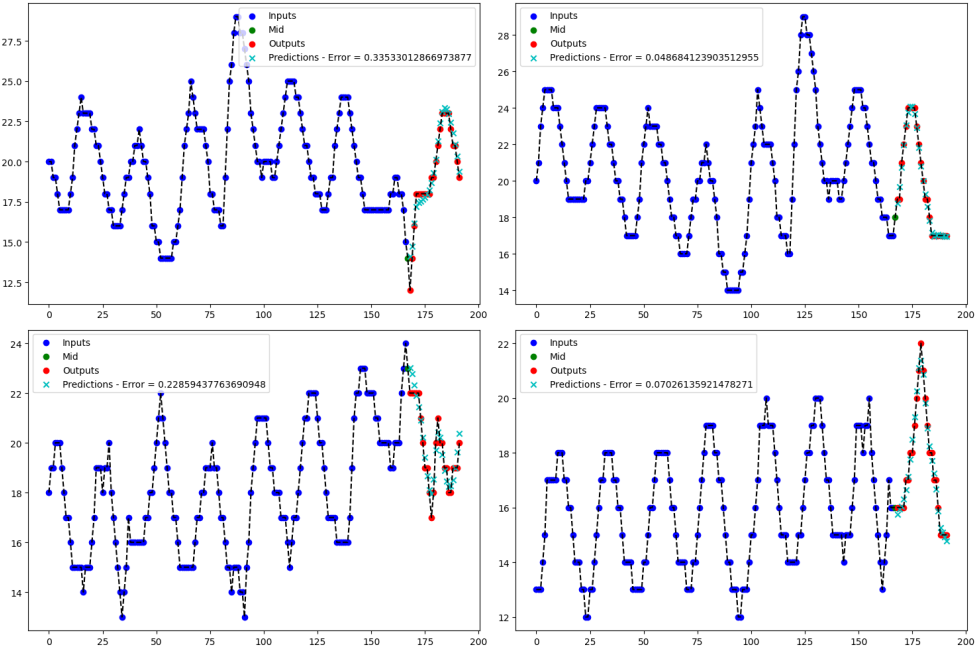 Inputs
Mid
Outputs
Predictions - Error = 0.33533012866973877
27.5
25.0
22.5
20.0
17.5
15.0
12.5
0 25 50 75 100 125 150 175 200
Inputs
Mid
Outputs
Predictions - Error = 0.048684123903512955
28
26
24
22
20
18
16
14
0 25 50 75 100 125 150 175 200
Inputs
Mid
Outputs
Predictions - Error = 0.22859437763690948
24
22
20
18
16
14
0 25 50 75 100 125 150 175 200
Inputs
Mid
Outputs
Predictions - Error = 0.07026135921478271
22
20
18
16
14
12
0 25 50 75 100 125 150 175 200